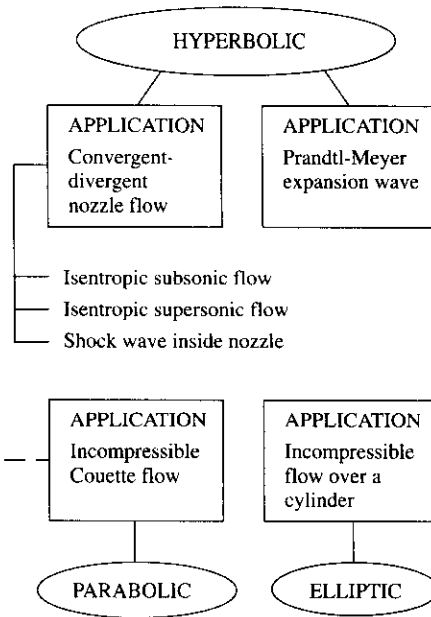 HYPERBOLIC
APPLICATION
Convergent-
divergent
nozzle flow
APPLICATION
Prandtl-Meyer
expansion wave
Isentropic subsonic flow
Isentropic supersonic flow
Shock wave inside nozzle
APPLICATION
Incompressible
Couette flow
APPLICATION
Incompressible
flow over a
cylinder
PARABOLIC
ELLIPTIC